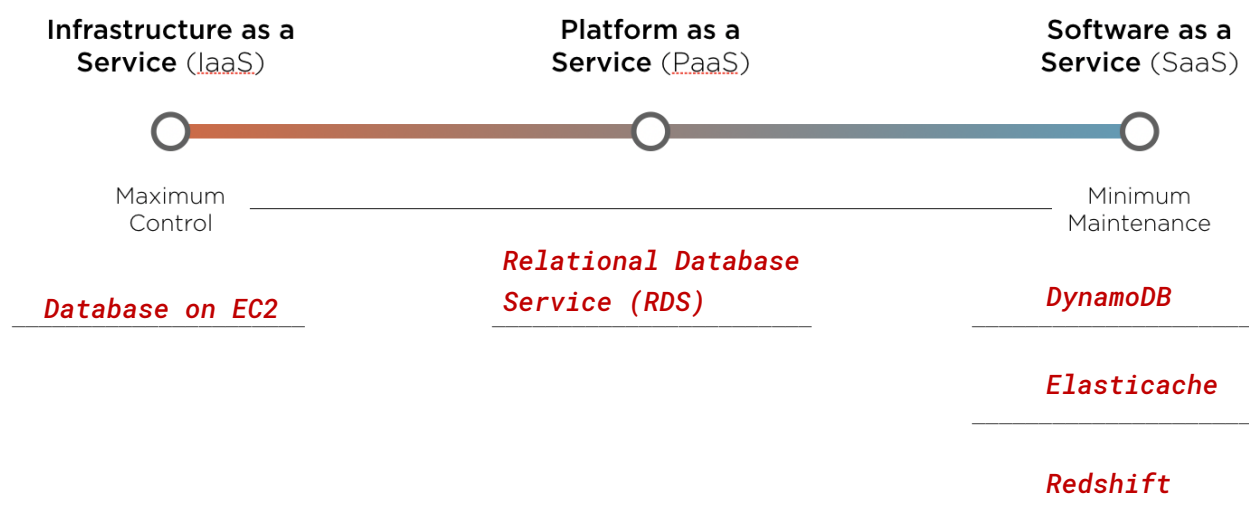 Infrastructure as a
Service (IaaS)
Platform as a
Service (PaaS)
Software as a
Service (SaaS)
Maximum
Control
Minimum
Maintenance
Database on EC2
Relational Database
Service (RDS)
DynamoDB
Elasticache
Redshift